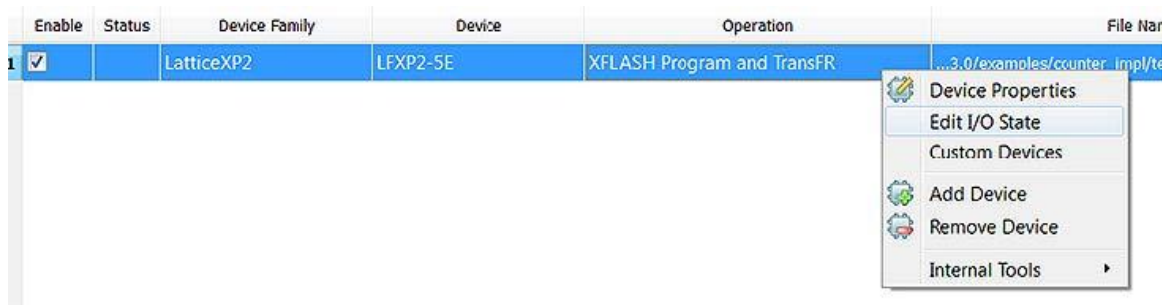 Enable Status Device Family Device Operation File Nar
1 LatticeXP2 LFXP2-5E XFLASH Program and TransFR ...3.0/examples/counter_impl/te
Device Properties
Edit I/O State
Custom Devices
Add Device
Remove Device
Internal Tools